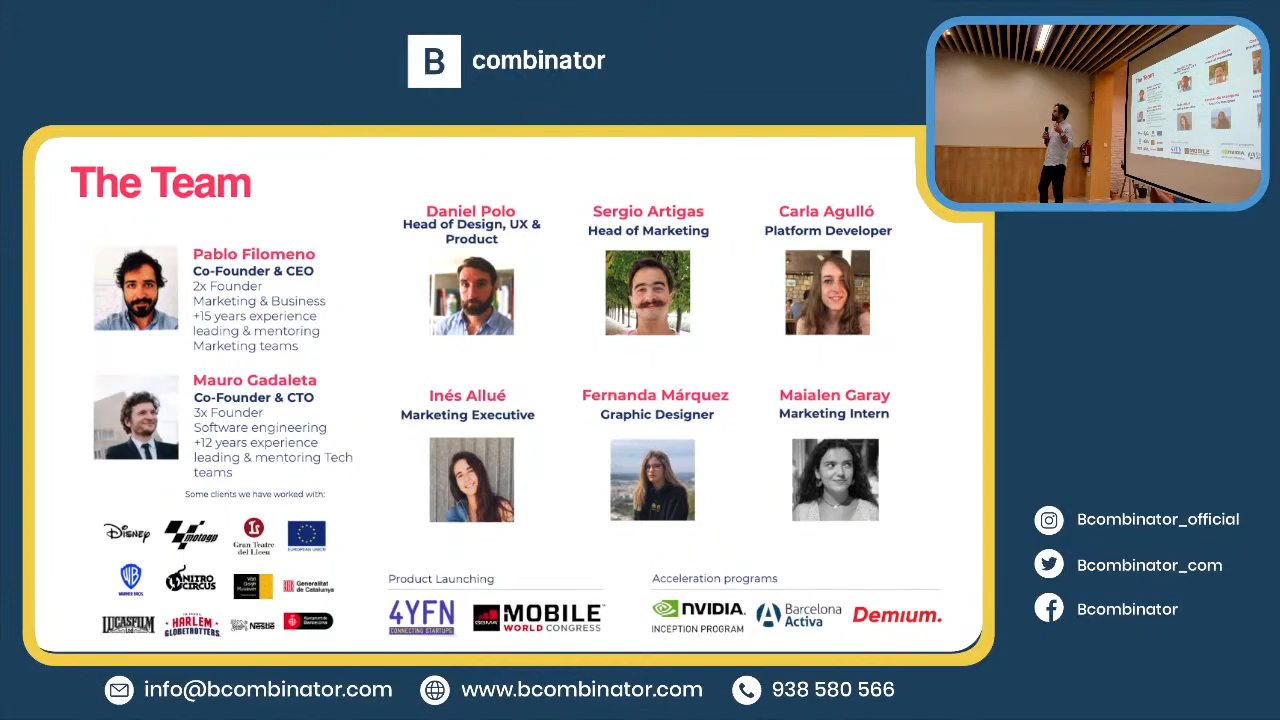 B combinator
The Team
Pablo Filomeno
Co-Founder & CEO
2x Founder
Marketing & Business
+15 years experience
leading & mentoring
Marketing teams
Mauro Gadaleta
Co-Founder & CTO
3x Founder
Software engineering
+12 years experience
leading & mentoring Tech
teams
Some clients we have worked with:
Disney
motogp
Gran Teatre
del Liceu
EUROPEAN UNION
WARNER BROS.
NITRO
CIRCUS
Van
Gogh
Museum
Generalitat
de Catalunya
LUCASFILM
Ltd
HARLEM
GLOBETROTTERS
Nestle
Ajuntament de
Barcelona
Daniel Polo
Head of Design, UX &
Product
Sergio Artigas
Head of Marketing
Carla Agulló
Platform Developer
Inés Allué
Marketing Executive
Fernanda Márquez
Graphic Designer
Maialen Garay
Marketing Intern
Product Launching
4YFN
CONNECTING STARTUPS
GSMA
MOBILE
WORLD CONGRESS
Acceleration programs
NVIDIA.
INCEPTION PROGRAM
Barcelona
Activa
Demium.
The Team
4YFN
MOBILE
NVIDIA
Bcombinator_official
Bcombinator_com
Bcombinator
info@bcombinator.com
www.bcombinator.com
938 580 566